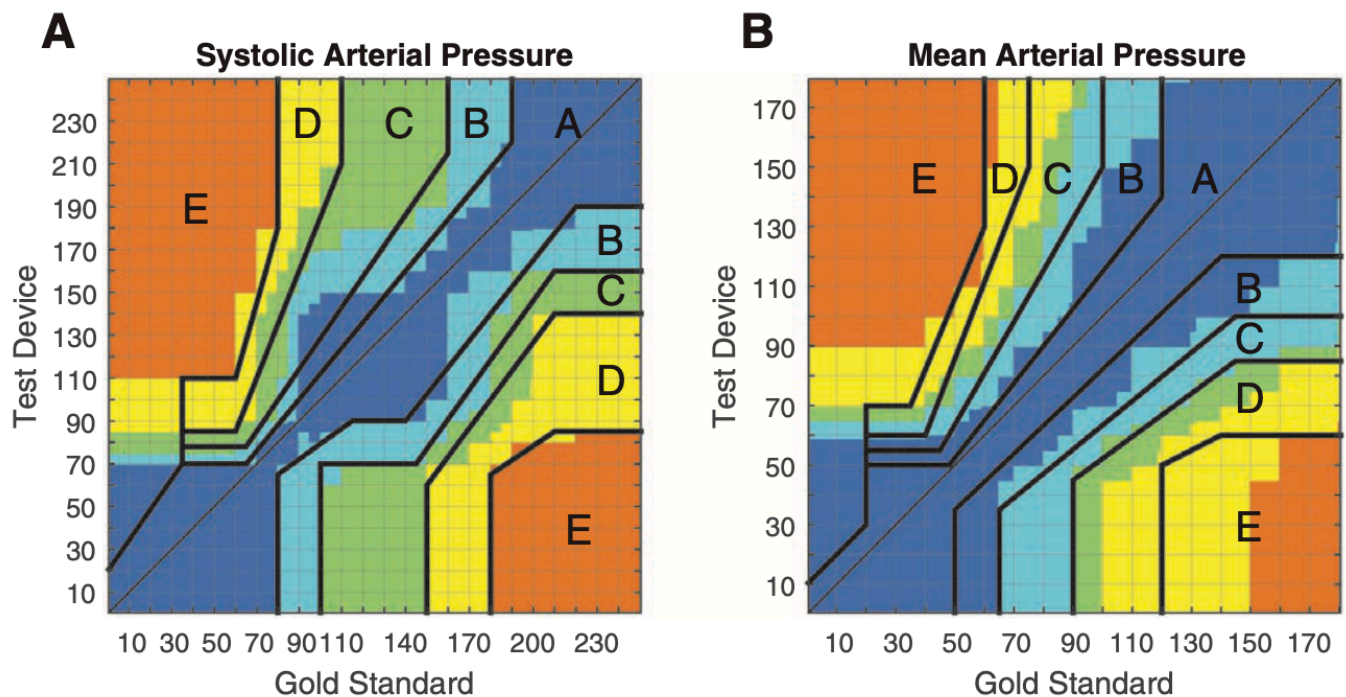 A
Systolic Arterial Pressure
Test Device
230
210
190
170
150
130
110
90
70
50
30
10
E
D
C
B
A
B
C
D
E
10 30 50 70 90 110 140 170 200 230
Gold Standard
B
Mean Arterial Pressure
Test Device
170
150
130
110
90
70
50
30
10
E
D
C
B
A
B
C
D
E
10 30 50 70 90 110 130 150 170
Gold Standard